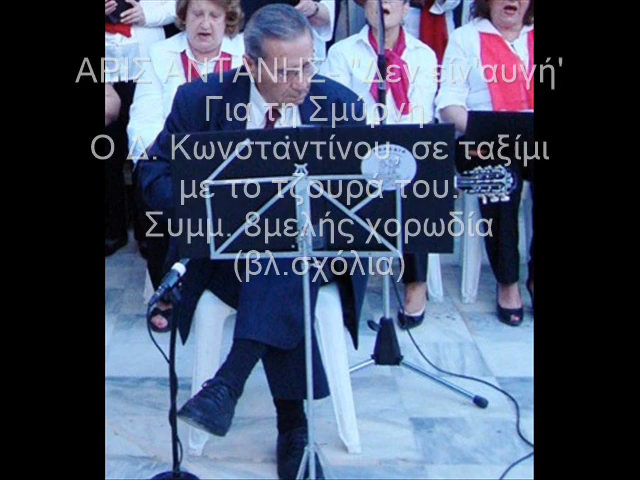 ΑΡΙΣ ΑΝΤΑΝΗΣ - "Δεν είν'αυγή'
Για τη Σμύρνη.
Ο Δ. Κωνσταντίνου σε ταξίμι
με το τζουρα του.
Συμμ. 8μελής χορωδία
(βλ.σχόλια)